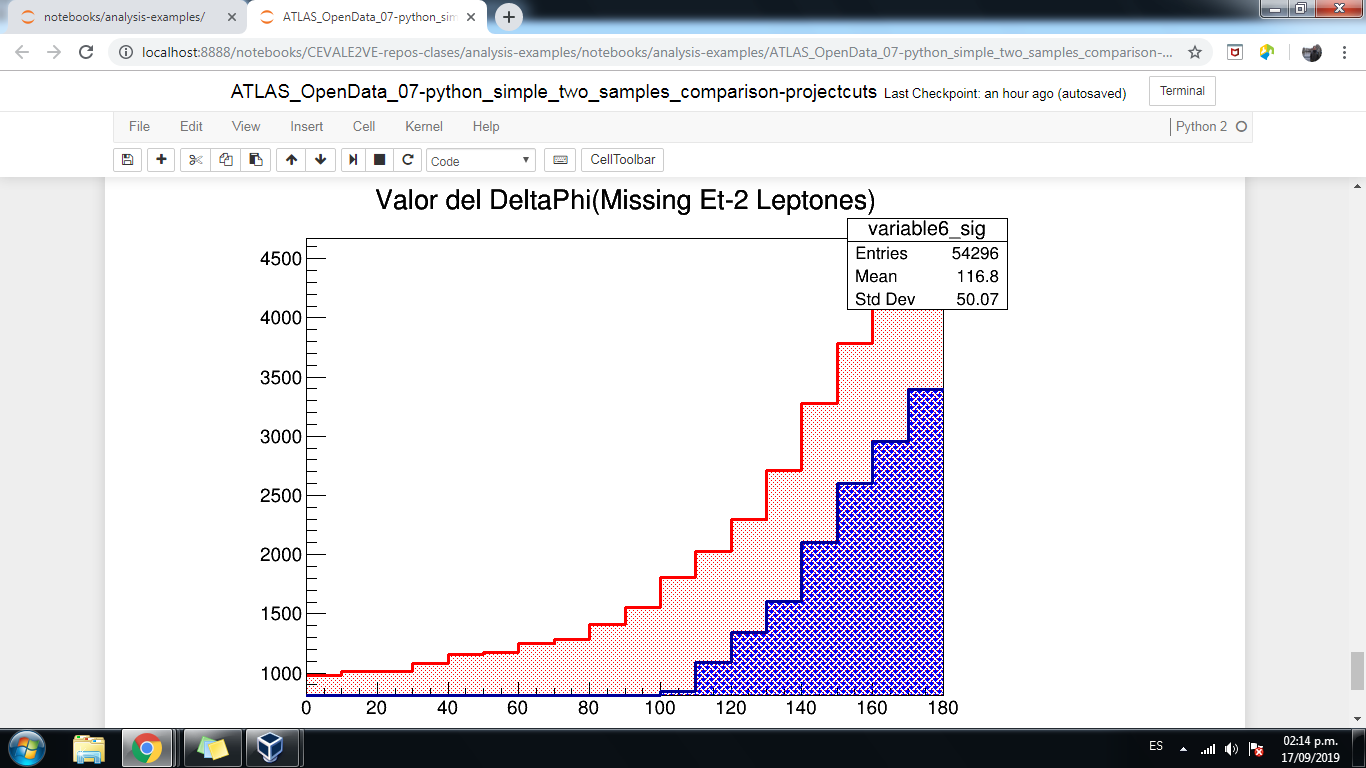 notebooks/analysis-examples/
ATLAS_OpenData_07-python_sim
localhost:8888/notebooks/CEVALE2VE-repos-clases/analysis-examples/notebooks/analysis-examples/ATLAS_OpenData_07-python_simple_two_samples_comparison-...
ATLAS_OpenData_07-python_simple_two_samples_comparison-projectcuts Last Checkpoint: an hour ago (autosaved)
Terminal
File Edit View Insert Cell Kernel Help
Python 2
Code
CellToolbar
Valor del DeltaPhi(Missing Et-2 Leptones)
variable6_sig
Entries 54296
Mean 116.8
Std Dev 50.07
4500
4000
3500
3000
2500
2000
1500
1000
0 20 40 60 80 100 120 140 160 180
ES
02:14 p.m.
17/09/2019